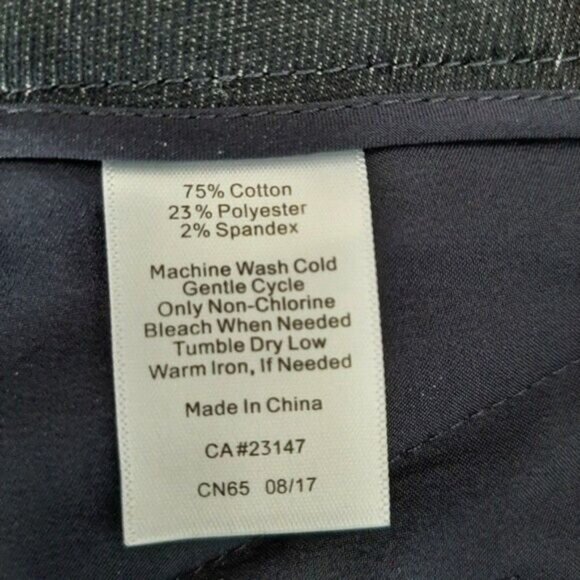 75% Cotton
23% Polyester
2% Spandex
Machine Wash Cold
Gentle Cycle
Only Non-Chlorine
Bleach When Needed
Tumble Dry Low
Warm Iron, If Needed
Made In China
CA#23147
CN65 08/17